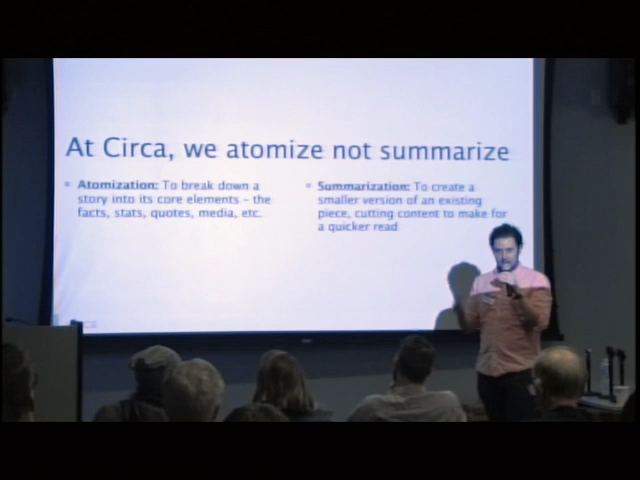 At Circa, we atomize not summarize
Atomization: To break down a
story into its core elements – the
facts, stats, quotes, media, etc.
Summarization: To create a
smaller version of an existing
piece, cutting content to make for
a quicker read